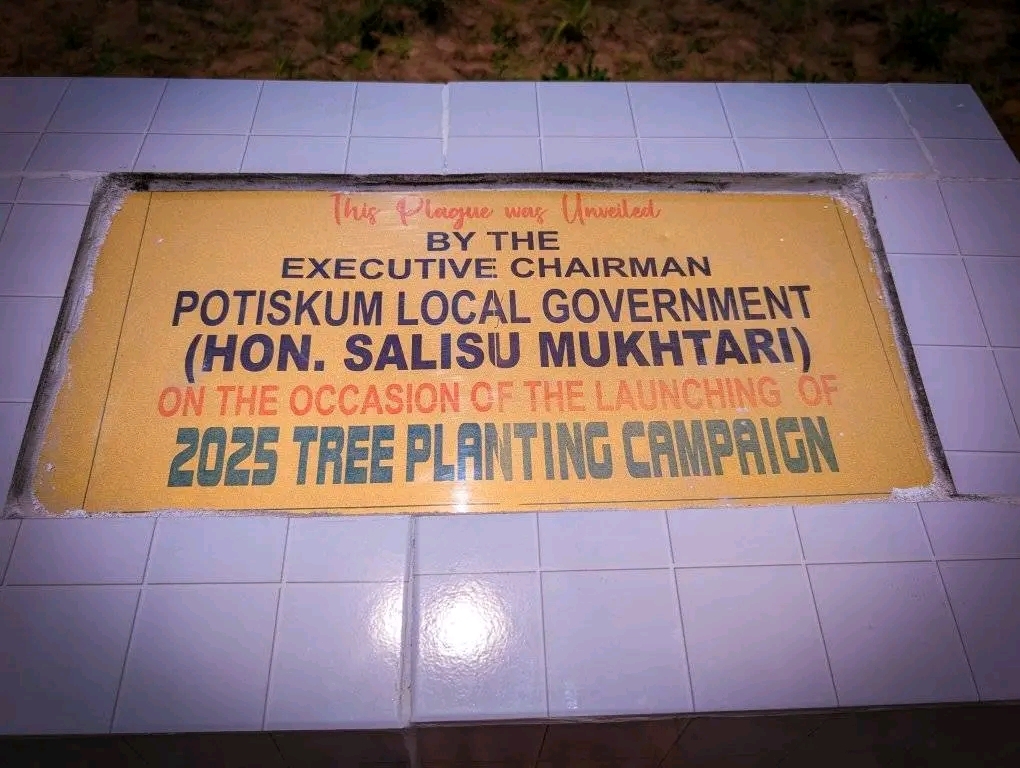 This Plague was Unveiled
BY THE
EXECUTIVE CHAIRMAN
POTISKUM LOCAL GOVERNMENT
(HON. SALISU MUKHTARI)
ON THE OCCASION OF THE LAUNCHING OF
2025 TREE PLANTING CAMPAIGN